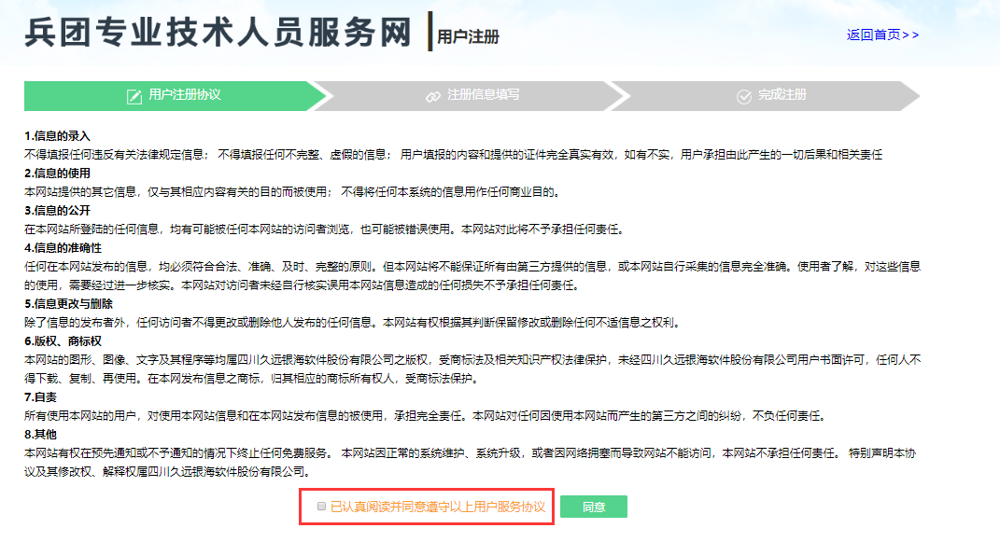 兵团专业技术人员服务网 用户注册 返回首页>>
用户注册协议 注册信息填写 完成注册
1.信息的录入
不得填报任何违反有关法律规定信息； 不得填报任何不完整、虚假的信息； 用户填报的内容和提供的证件完全真实有效，如有不实，用户承担由此产生的一切后果和相关责任
2.信息的使用
本网站提供的其它信息，仅与其相应内容有关的目的而被使用； 不得将任何本系统的信息用作任何商业目的。
3.信息的公开
在本网站所登陆的任何信息，均有可能被任何本网站的访问者浏览，也可能被错误使用。本网站对此将不予承担任何责任。
4.信息的准确性
任何在本网站发布的信息，均必须符合合法、准确、及时、完整的原则。但本网站将不能保证所有由第三方提供的信息，或本网站自行采集的信息完全准确。使用者了解，对这些信息
的使用，需要经过进一步核实。本网站对访问者未经自行核实误用本网站信息造成的任何损失不予承担任何责任。
5.信息更改与删除
除了信息的发布者外，任何访问者不得更改或删除他人发布的任何信息。本网站有权根据其判断保留修改或删除任何不适信息之权利。
6.版权、商标权
本网站的图形、图像、文字及其程序等均属四川久远银海软件股份有限公司之版权，受商标法及相关知识产权法律保护，未经四川久远银海软件股份有限公司用户书面许可，任何人不
得下载、复制、再使用。在本网发布信息之商标，归其相应的商标所有权人，受商标法保护。
7.自责
所有使用本网站的用户，对使用本网站信息和在本网站发布信息的被使用，承担完全责任。本网站对任何因使用本网站而产生的第三方之间的纠纷，不负任何责任。
8.其他
本网站有权在预先通知或不予通知的情况下终止任何免费服务。 本网站因正常的系统维护、系统升级，或者因网络拥塞而导致网站不能访问，本网站不承担任何责任。 特别声明本协
议及其修改权、解释权属四川久远银海软件股份有限公司。
已认真阅读并同意遵守以上用户服务协议 同意